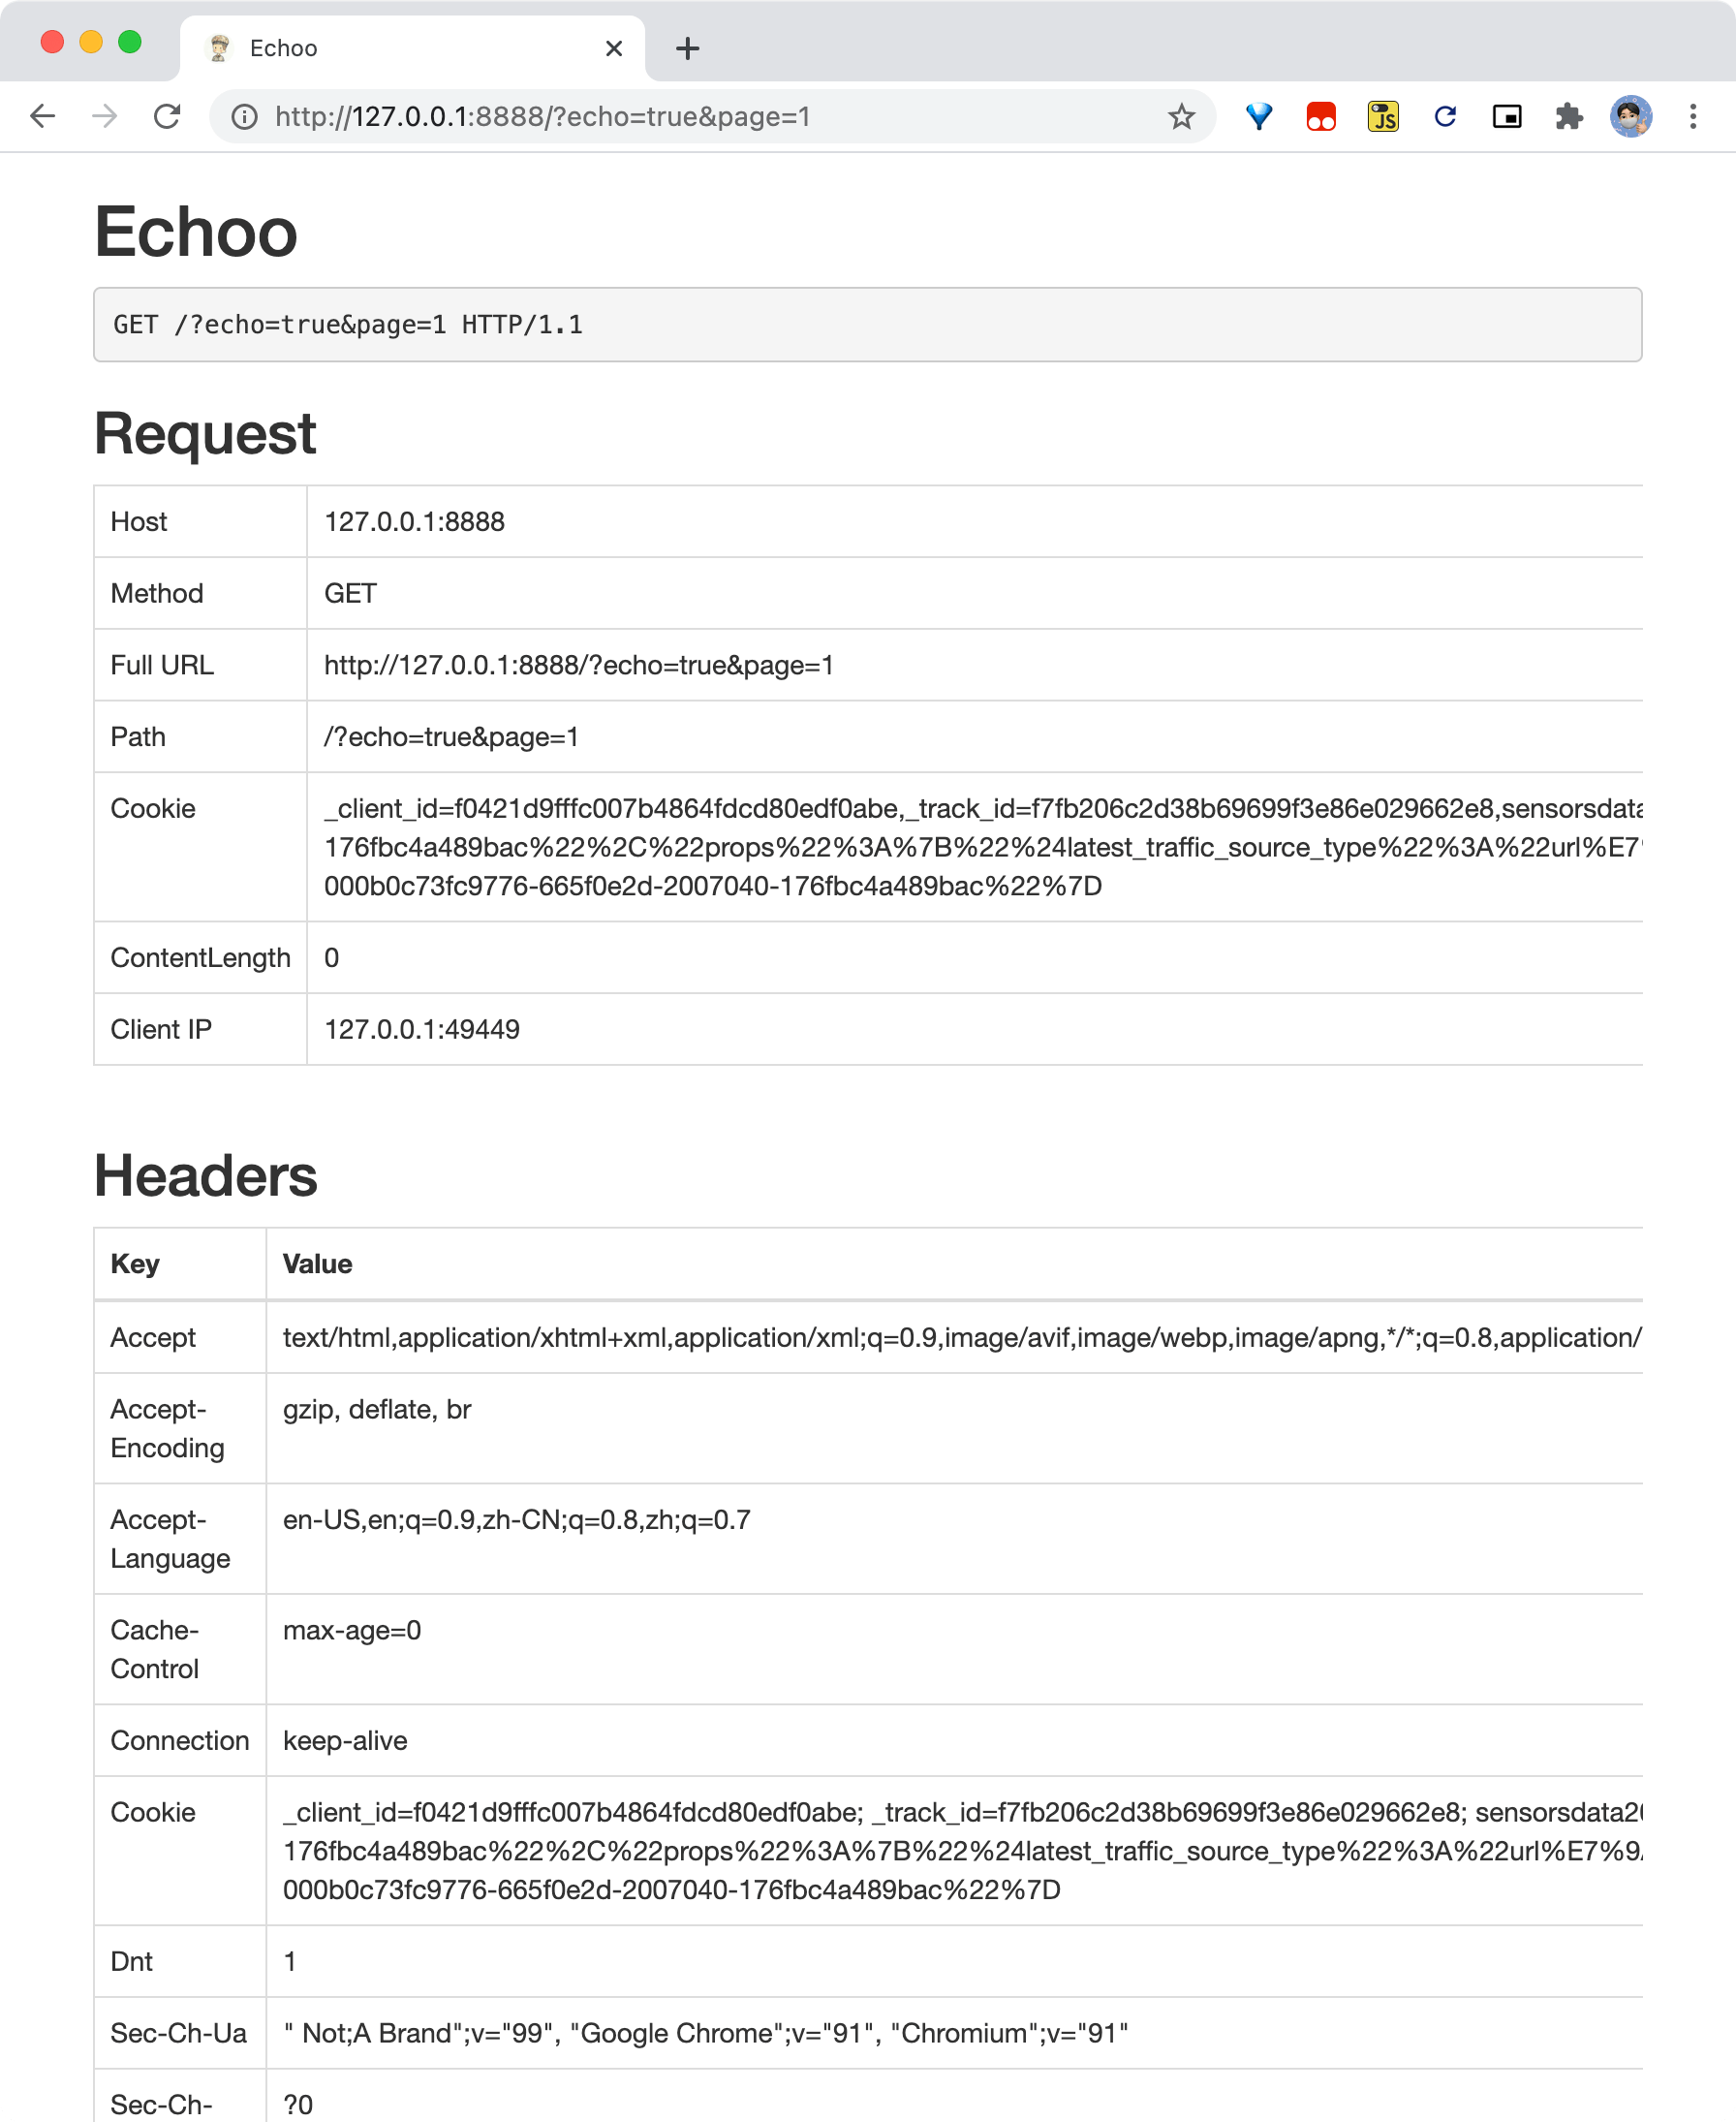 Echoo
http://127.0.0.1:8888/?echo=true&page=1
JS
Echoo
GET /?echo=true&page=1 HTTP/1.1
Request
Host 127.0.0.1:8888
Method GET
Full URL http://127.0.0.1:8888/?echo=true&page=1
Path /?echo=true&page=1
Cookie _client_id=f0421d9fffc007b4864fdcd80edf0abe,_track_id=f7fb206c2d38b69699f3e86e029662e8,sensorsdata
176fbc4a489bac%22%2C%22props%22%3A%7B%22%24latest_traffic_source_type%22%3A%22url%E7
000b0c73fc9776-665f0e2d-2007040-176fbc4a489bac%22%7D
ContentLength 0
Client IP 127.0.0.1:49449
Headers
Key Value
Accept text/html,application/xhtml+xml,application/xml;q=0.9,image/avif,image/webp,image/apng,*/*;q=0.8,application/
Accept-
Encoding gzip, deflate, br
Accept-
Language en-US,en;q=0.9,zh-CN;q=0.8,zh;q=0.7
Cache-
Control max-age=0
Connection keep-alive
Cookie _client_id=f0421d9fffc007b4864fdcd80edf0abe; _track_id=f7fb206c2d38b69699f3e86e029662e8; sensorsdata20
176fbc4a489bac%22%2C%22props%22%3A%7B%22%24latest_traffic_source_type%22%3A%22url%E7%9
000b0c73fc9776-665f0e2d-2007040-176fbc4a489bac%22%7D
Dnt 1
Sec-Ch-Ua " Not;A Brand";v="99", "Google Chrome";v="91", "Chromium";v="91"
Sec-Ch- ?0